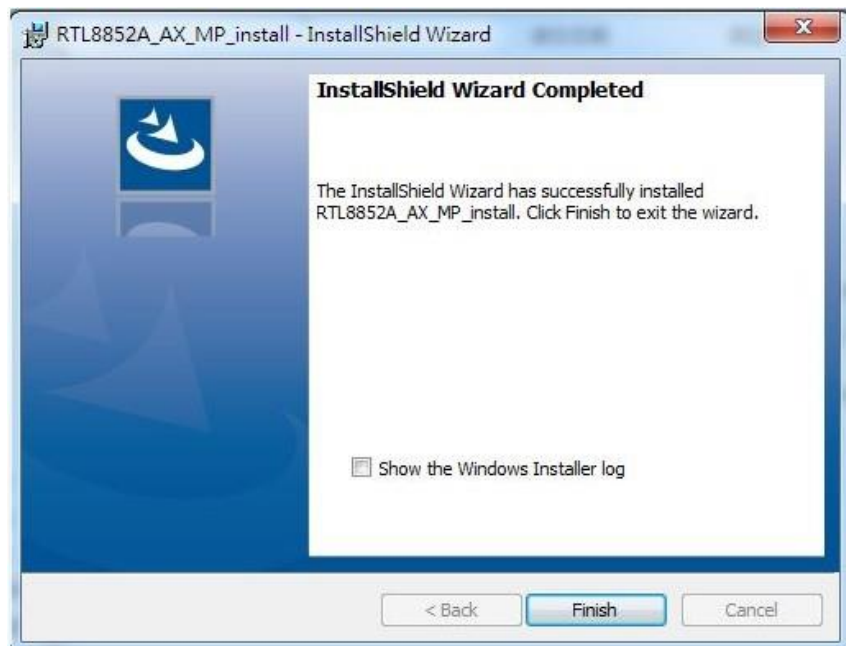 RTL8852A_AX_MP_install - InstallShield Wizard
InstallShield Wizard Completed
The InstallShield Wizard has successfully installed
RTL8852A_AX_MP_install. Click Finish to exit the wizard.
Show the Windows Installer log
< Back
Finish
Cancel